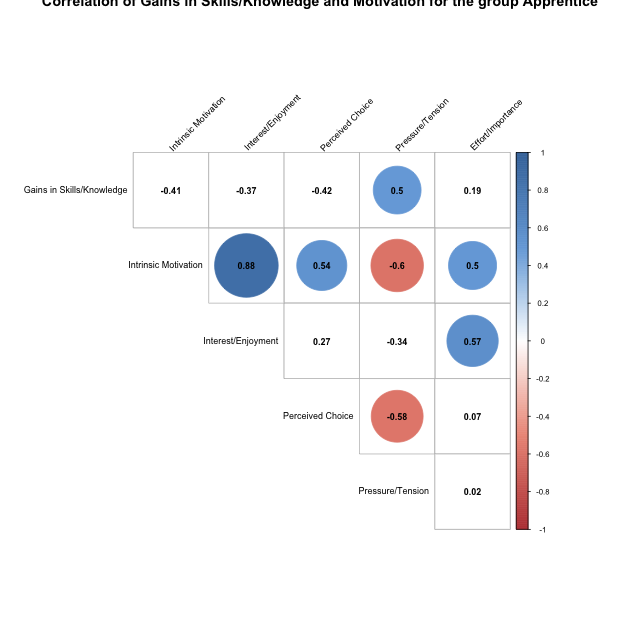 Correlation of Gains in Skills/Knowledge and Motivation for the group Apprentice
Intrinsic Motivation
Interest/Enjoyment
Perceived Choice
Pressure/Tension
Effort/Importance
Gains in Skills/Knowledge -0.41 -0.37 -0.42 0.5 0.19
Intrinsic Motivation 0.88 0.54 -0.6 0.5
Interest/Enjoyment 0.27 -0.34 0.57
Perceived Choice -0.58 0.07
Pressure/Tension 0.02
1
0.8
0.6
0.4
0.2
0
-0.2
-0.4
-0.6
-0.8
-1